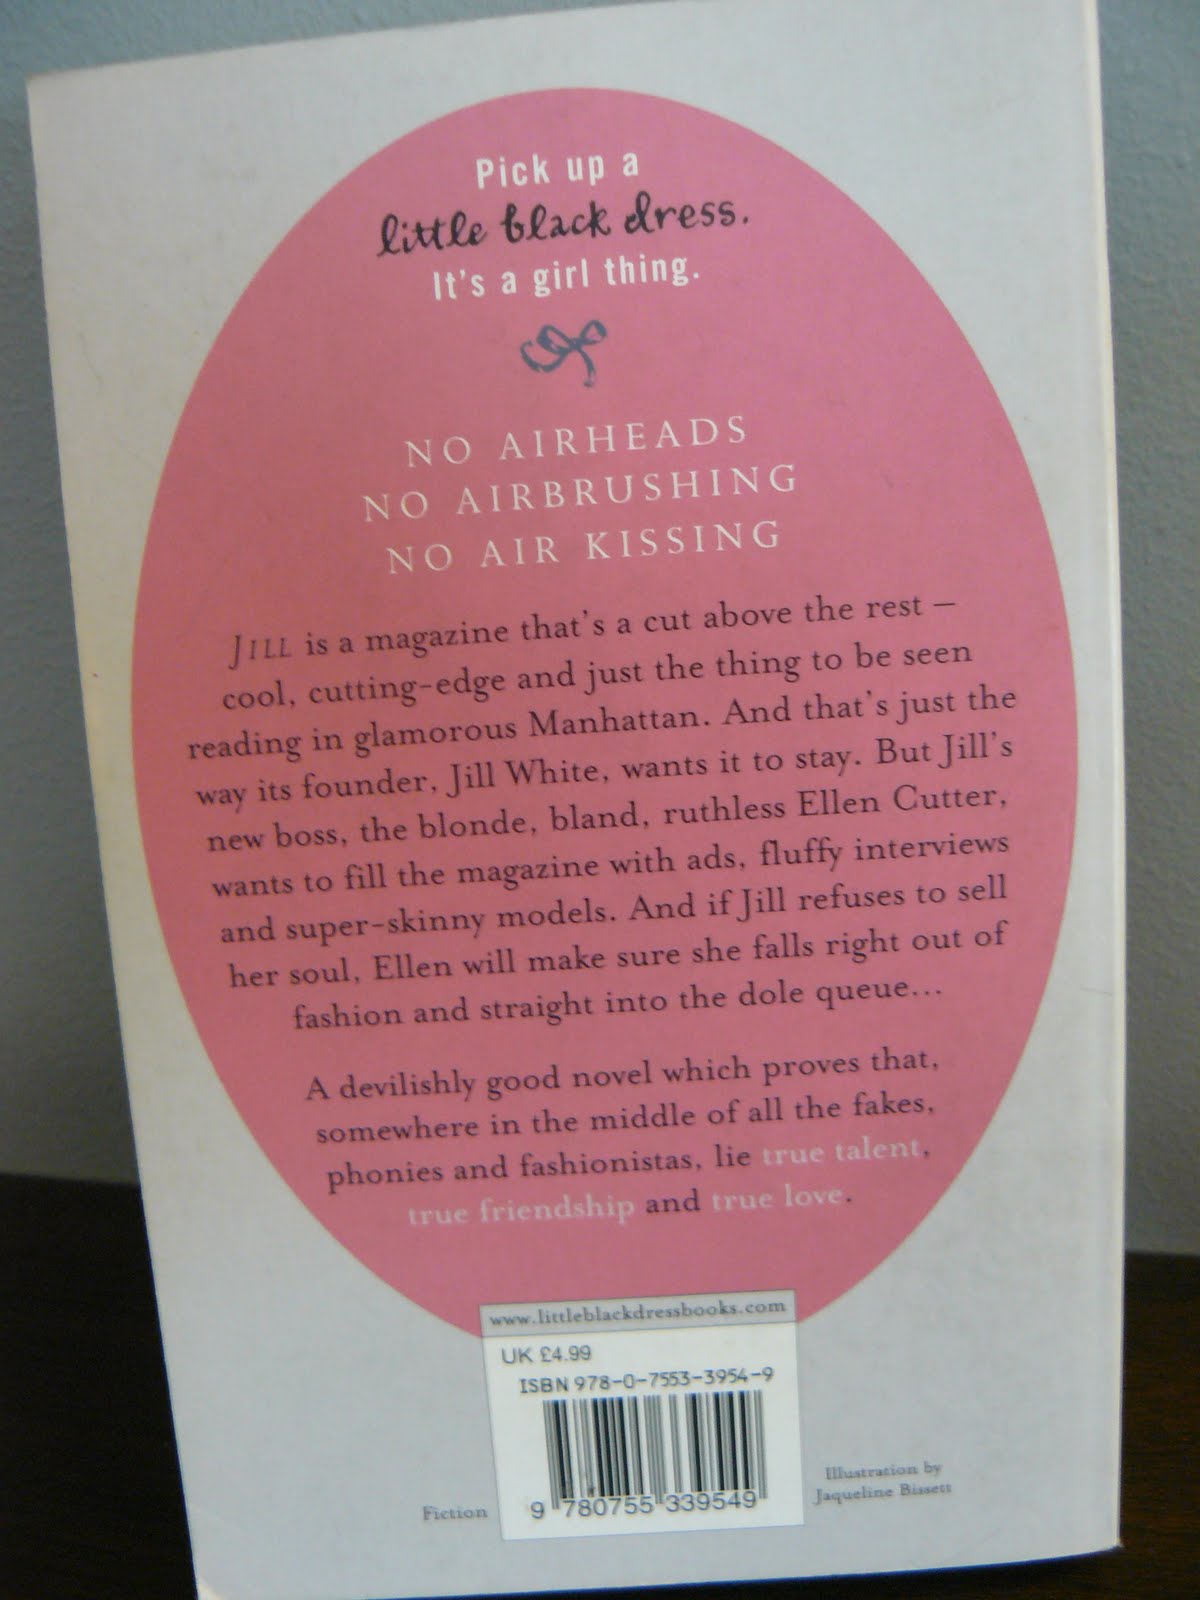 Pick up a
little black dress.
It's a girl thing.
NO AIRHEADS
NO AIRBRUSHING
NO AIR KISSING
JILL is a magazine that's a cut above the rest –
cool, cutting-edge and just the thing to be seen
reading in glamorous Manhattan. And that's just the
way its founder, Jill White, wants it to stay. But Jill's
new boss, the blonde, bland, ruthless Ellen Cutter,
wants to fill the magazine with ads, fluffy interviews
and super-skinny models. And if Jill refuses to sell
her soul, Ellen will make sure she falls right out of
fashion and straight into the dole queue...
A devilishly good novel which proves that,
somewhere in the middle of all the fakes,
phonies and fashionistas, lie true talent,
true friendship and true love.
www.littleblackdressbooks.com
UK £4.99
ISBN 978-0-7553-3954-9
9 780755 339549
Fiction
Illustration by
Jaqueline Bissett